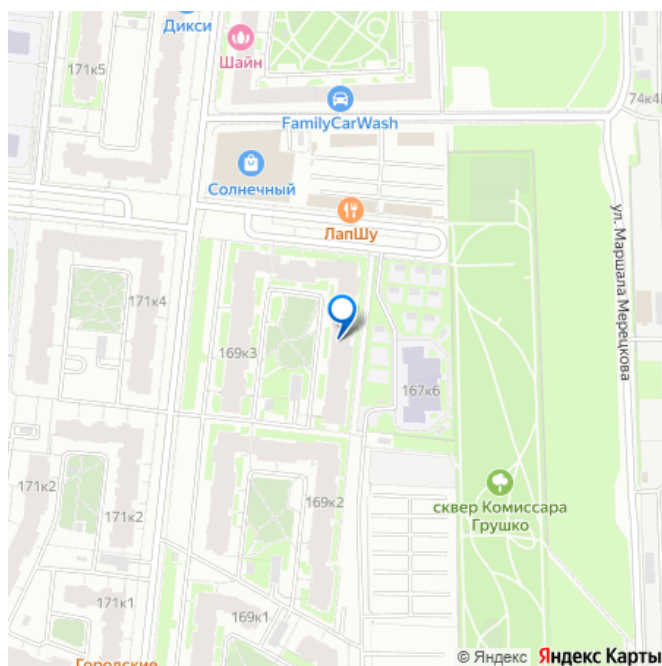 Дикси
171к5
Шайн
74к4
FamilyCarWash
Солнечный
ЛапШу
ул. Маршала Мерецкова
171к4
169к3
167к6
171к2
171к2
169к2
сквер Комиссара
Грушко
171к1
169к1
Городские
© Яндекс Яндекс Карты